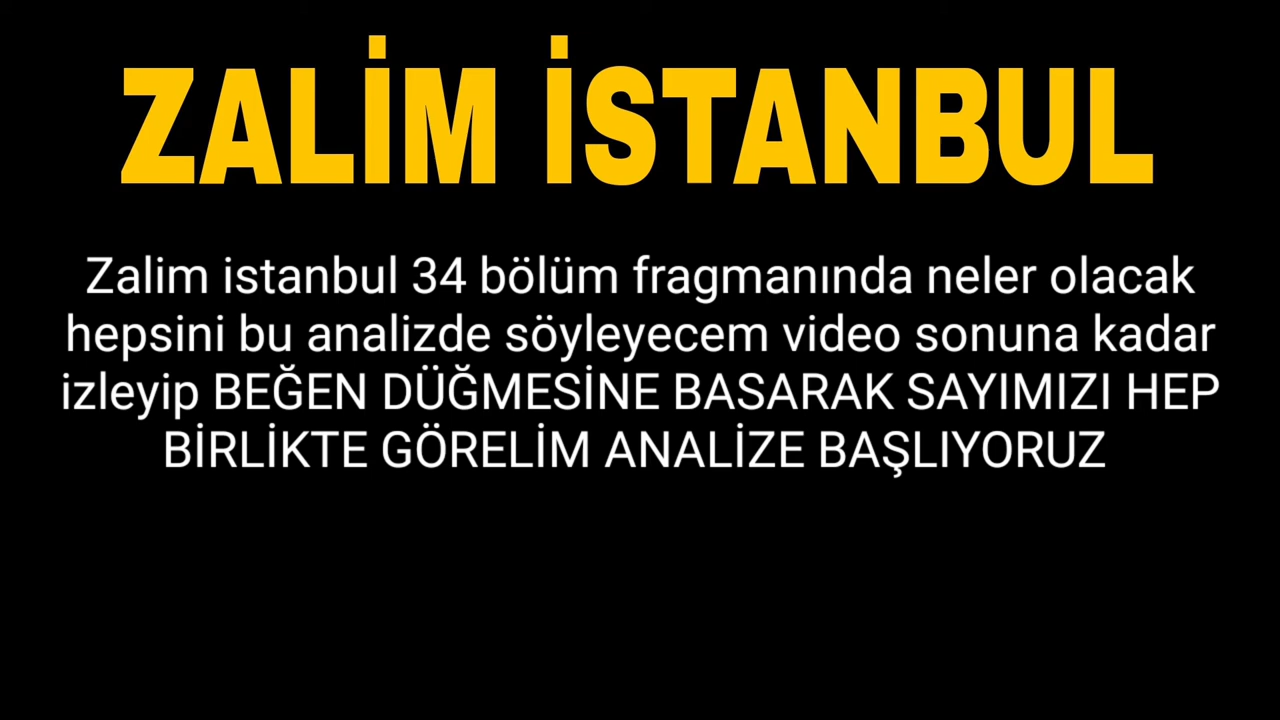 ZALİM İSTANBUL
Zalim istanbul 34 bölüm fragmanında neler olacak
hepsini bu analizde söyleyecem video sonuna kadar
izleyip BEĞEN DÜĞMESİNE BASARAK SAYIMIZI HEP
BİRLİKTE GÖRELİM ANALİZE BAŞLIYORUZ